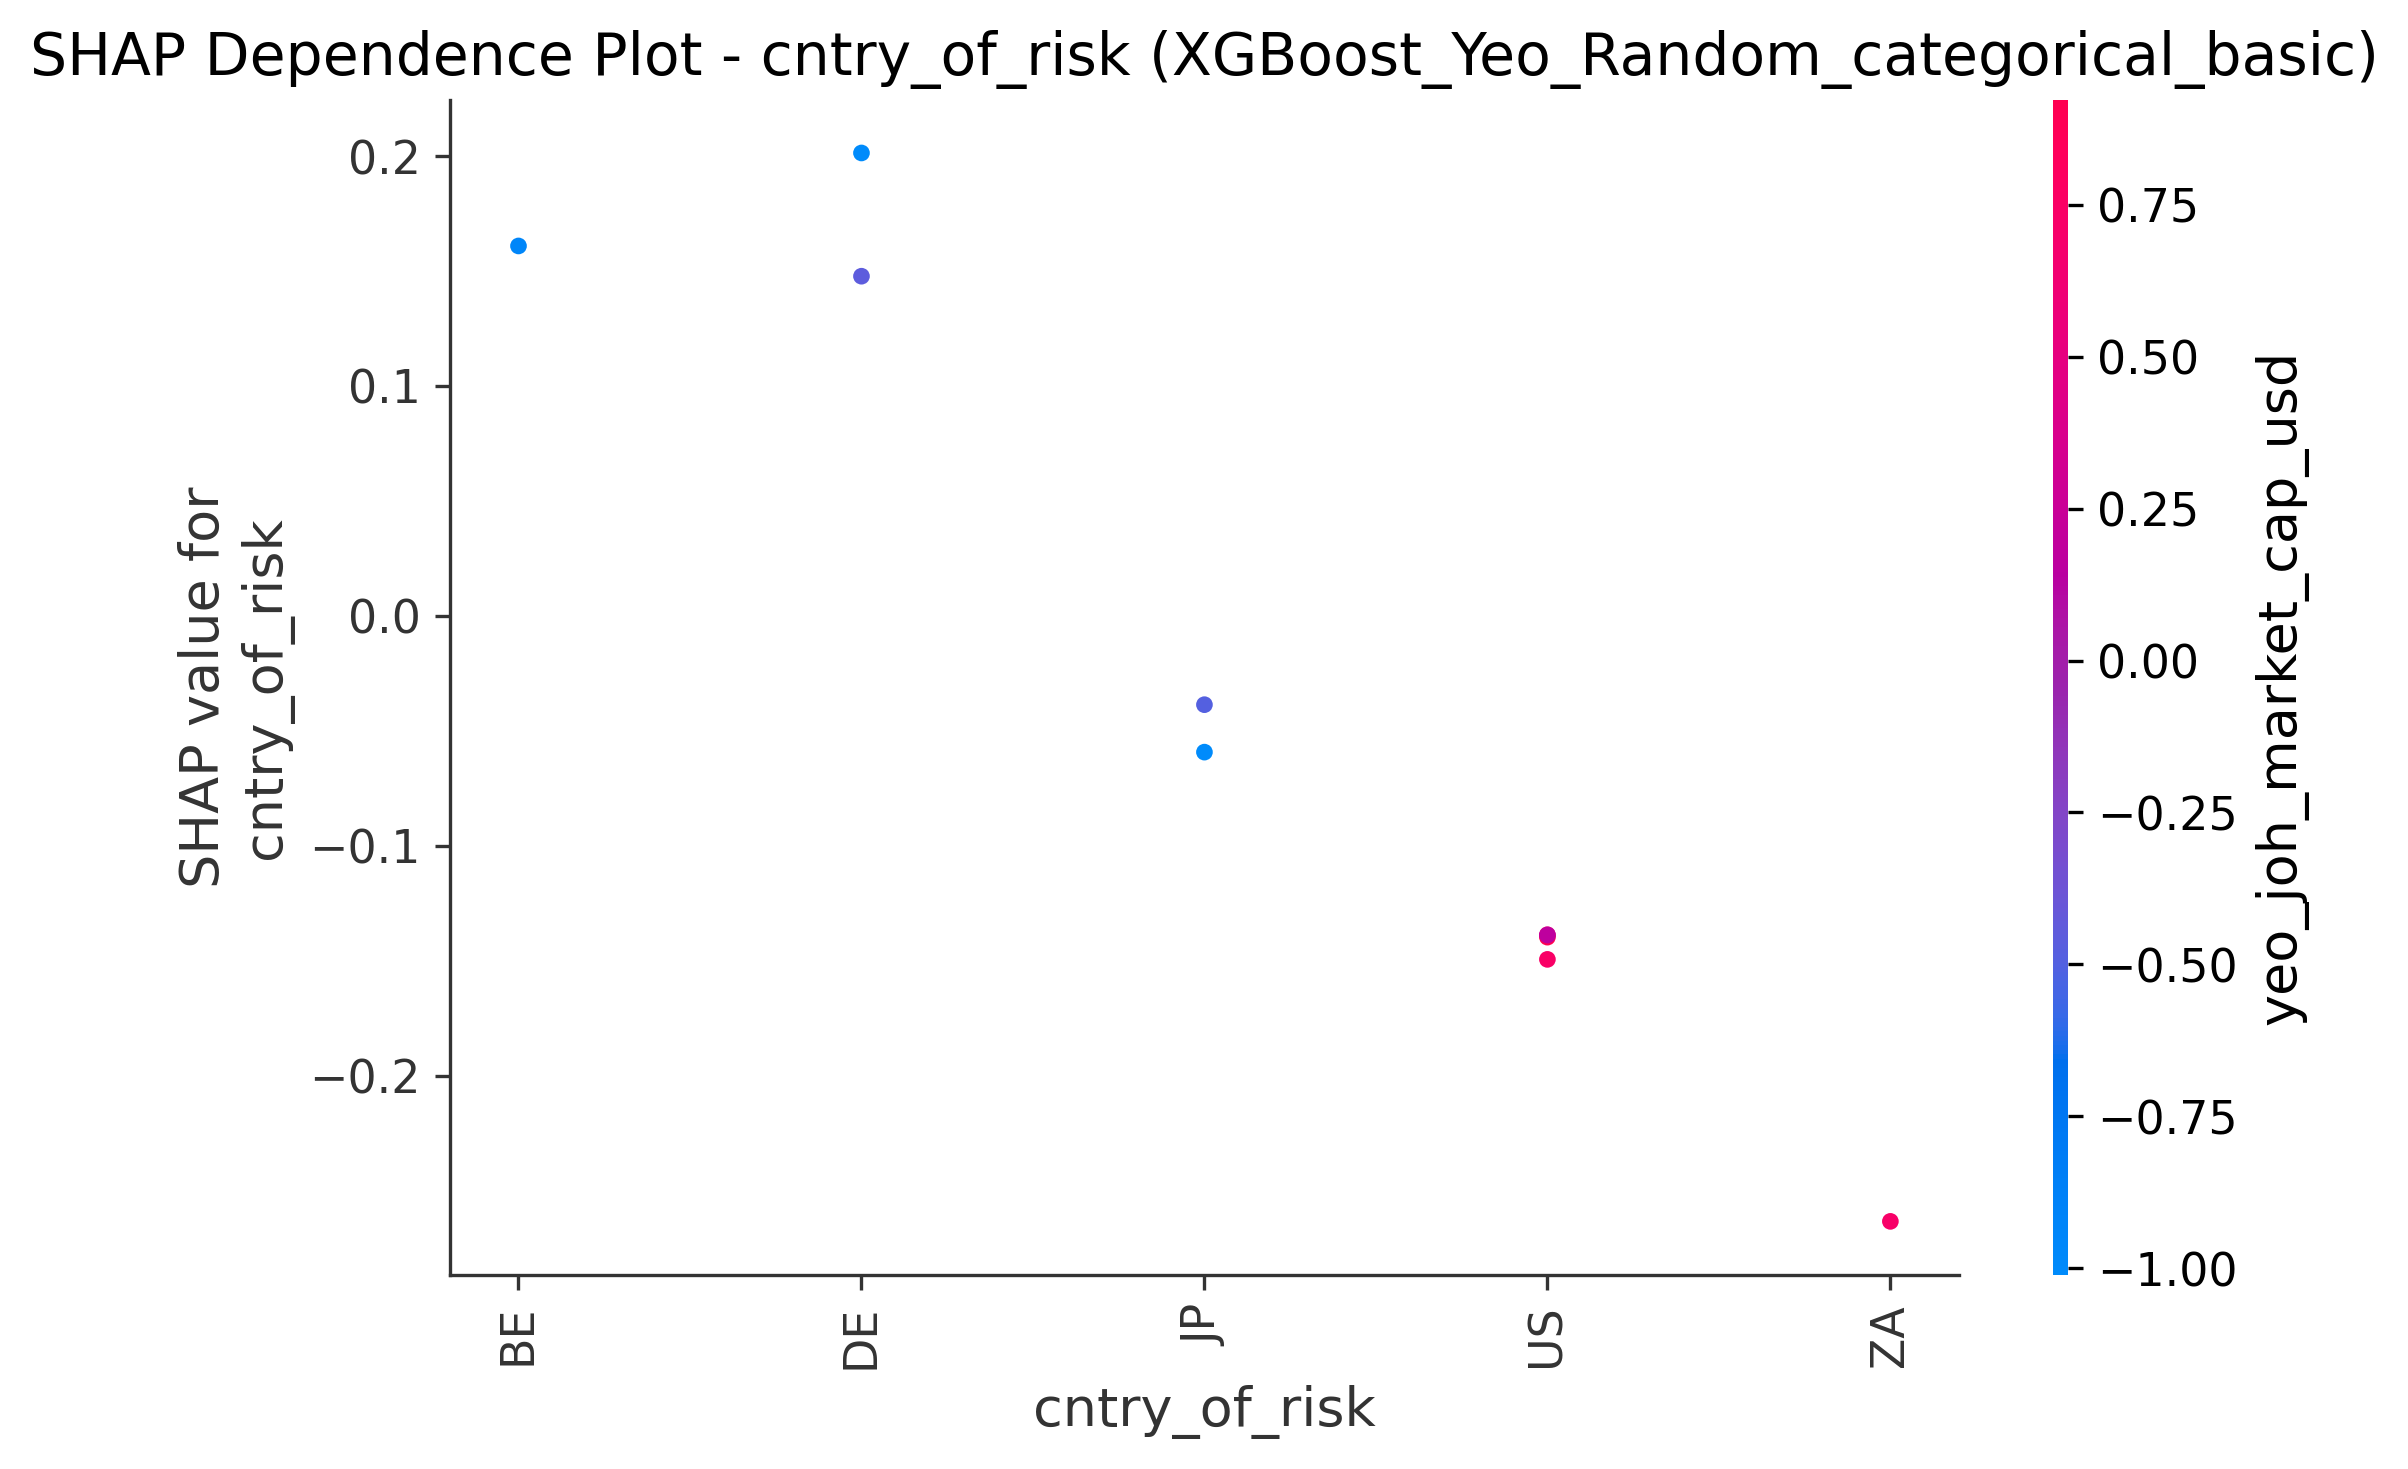 SHAP Dependence Plot - cntry_of_risk (XGBoost_Yeo_Random_categorical_basic)
SHAP value for
cntry_of_risk
0.2
0.1
0.0
−0.1
−0.2
BE
DE
JP
US
ZA
cntry_of_risk
0.75
0.50
0.25
0.00
−0.25
−0.50
−0.75
−1.00
yeo_joh_market_cap_usd